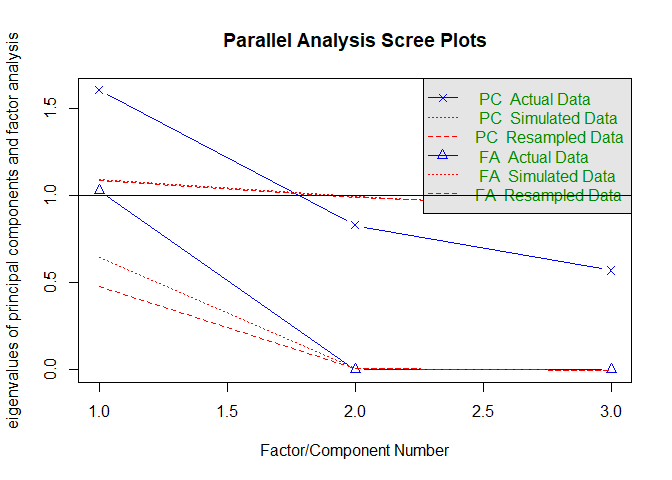 Parallel Analysis Scree Plots
eigenvalues of principal components and factor analysis
1.5
1.0
0.5
0.0
PC  Actual Data
PC  Simulated Data
PC  Resampled Data
FA  Actual Data
FA  Simulated Data
FA  Resampled Data
1.0 1.5 2.0 2.5 3.0
Factor/Component Number